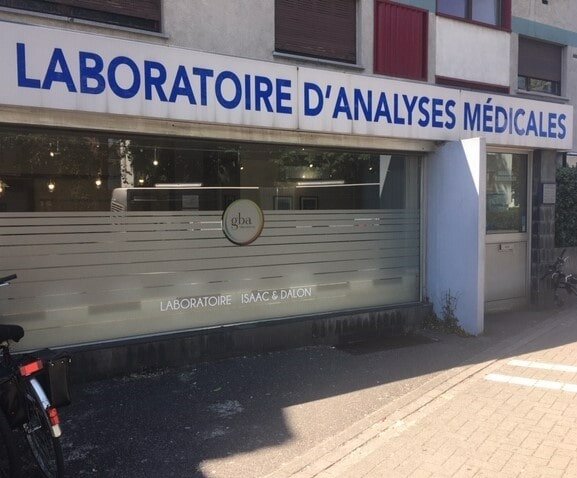 LABORATOIRE D'ANALYSES MÉDICALES
gba
LABORATOIRE ISAAC & DALON